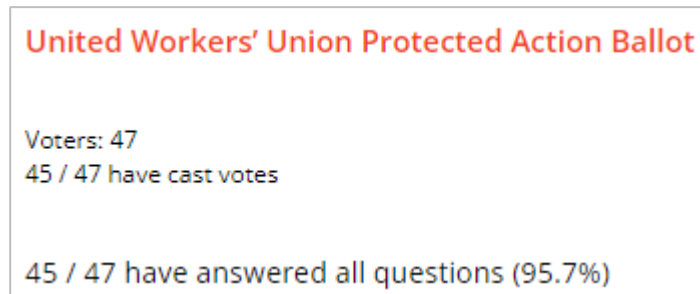 United Workers’ Union Protected Action Ballot
Voters: 47
45 / 47 have cast votes
45 / 47 have answered all questions (95.7%)